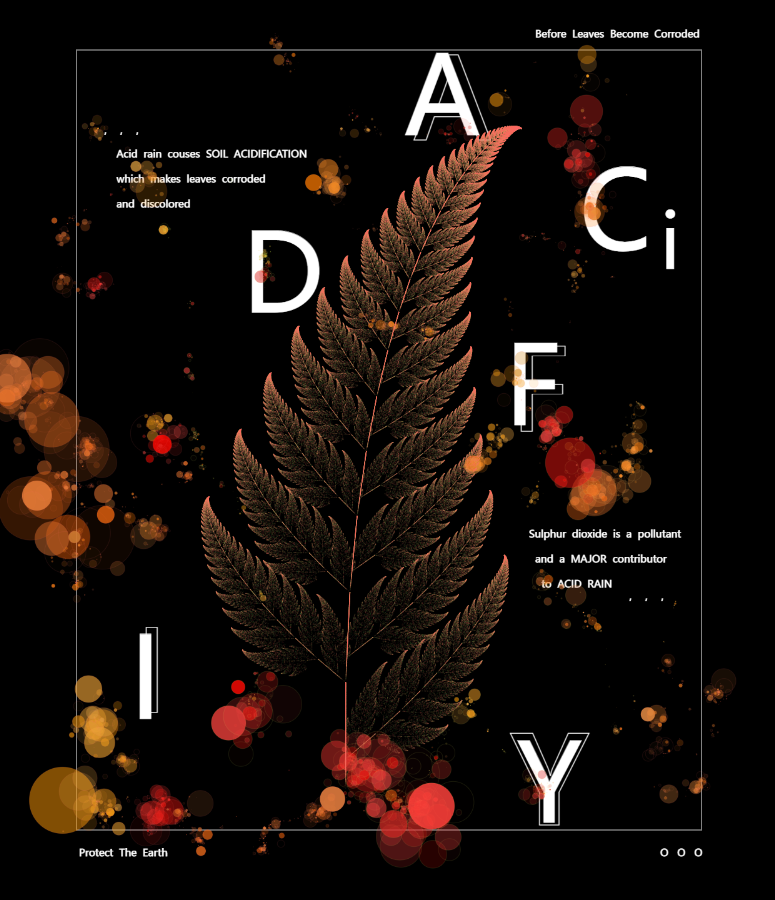 Before Leaves Become Corroded
A
Acid rain couses SOIL ACIDIFICATION
which makes leaves corroded
and discolored
C
i
D
F
Sulphur dioxide is a pollutant
and a MAJOR contributor
to ACID RAIN
I
Y
Protect The Earth
O O O